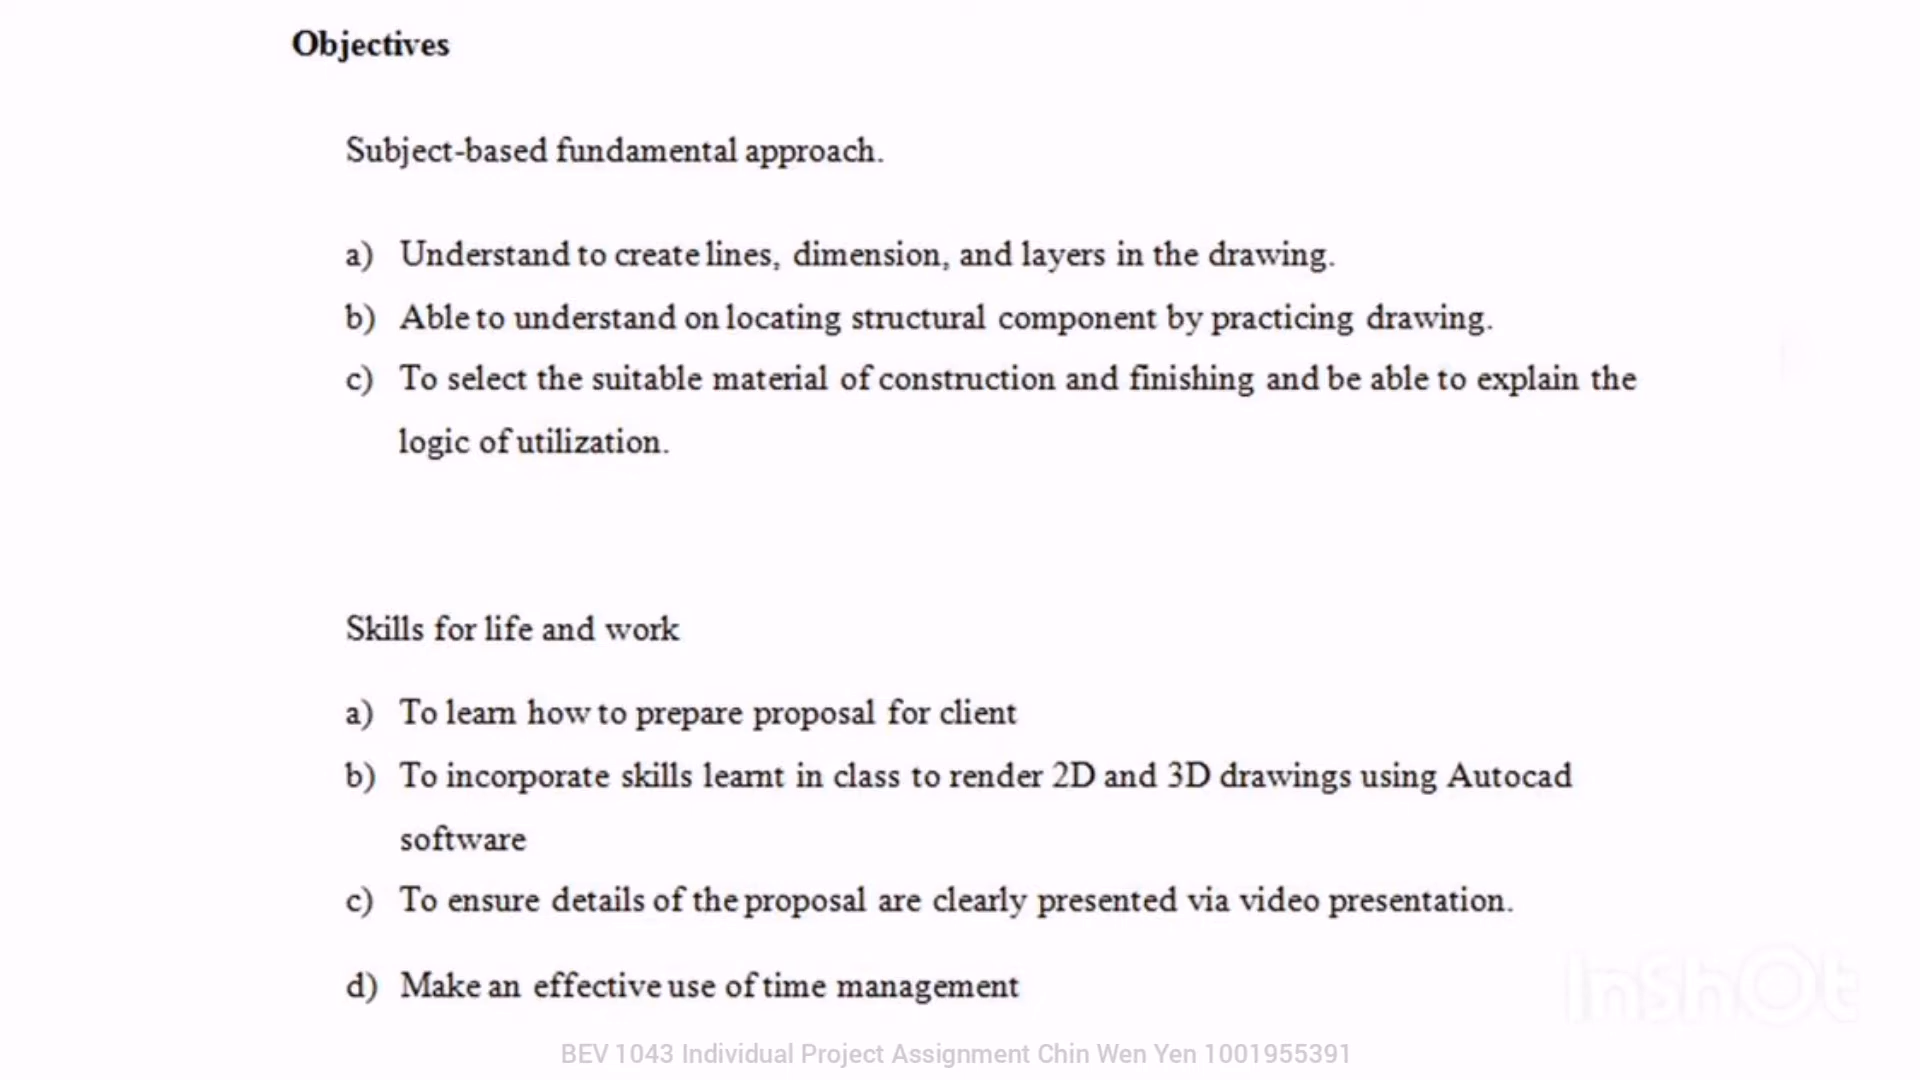 Objectives
Subject-based fundamental approach.
a) Understand to create lines, dimension, and layers in the drawing.
b) Able to understand on locating structural component by practicing drawing.
c) To select the suitable material of construction and finishing and be able to explain the
logic of utilization.
Skills for life and work
a) To learn how to prepare proposal for client
b) To incorporate skills learnt in class to render 2D and 3D drawings using Autocad
software
c) To ensure details of the proposal are clearly presented via video presentation.
d) Make an effective use of time management
InShOt
BEV 1043 Individual Project Assignment Chin Wen Yen 1001955391